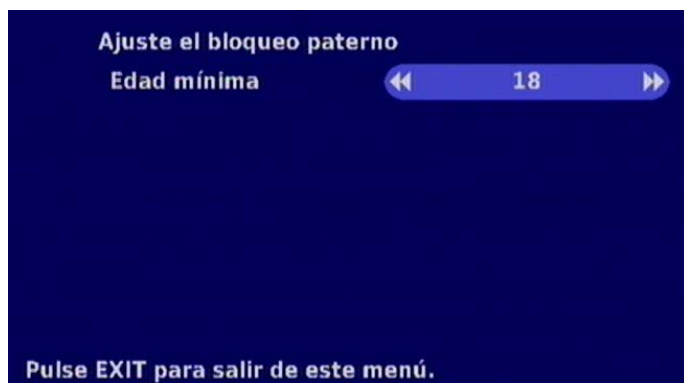 Ajuste el bloqueo paterno
Edad mínima 18
Pulse EXIT para salir de este menú.